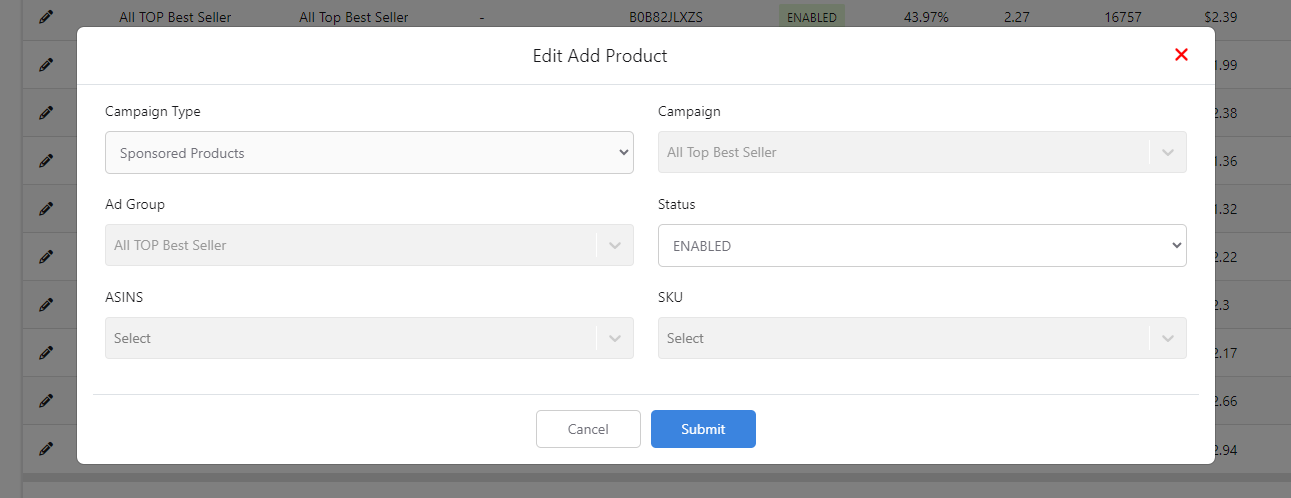 All TOP Best Seller All Top Best Seller - B0B82JLXZS ENABLED 43.97% 2.27 16757 $2.39
Edit Add Product
.99
Campaign Type Campaign
2.38
Sponsored Products All Top Best Seller
.36
Ad Group Status
.32
All TOP Best Seller ENABLED
2.22
ASINS SKU
2.3
Select Select
2.17
2.66
Cancel Submit
2.94